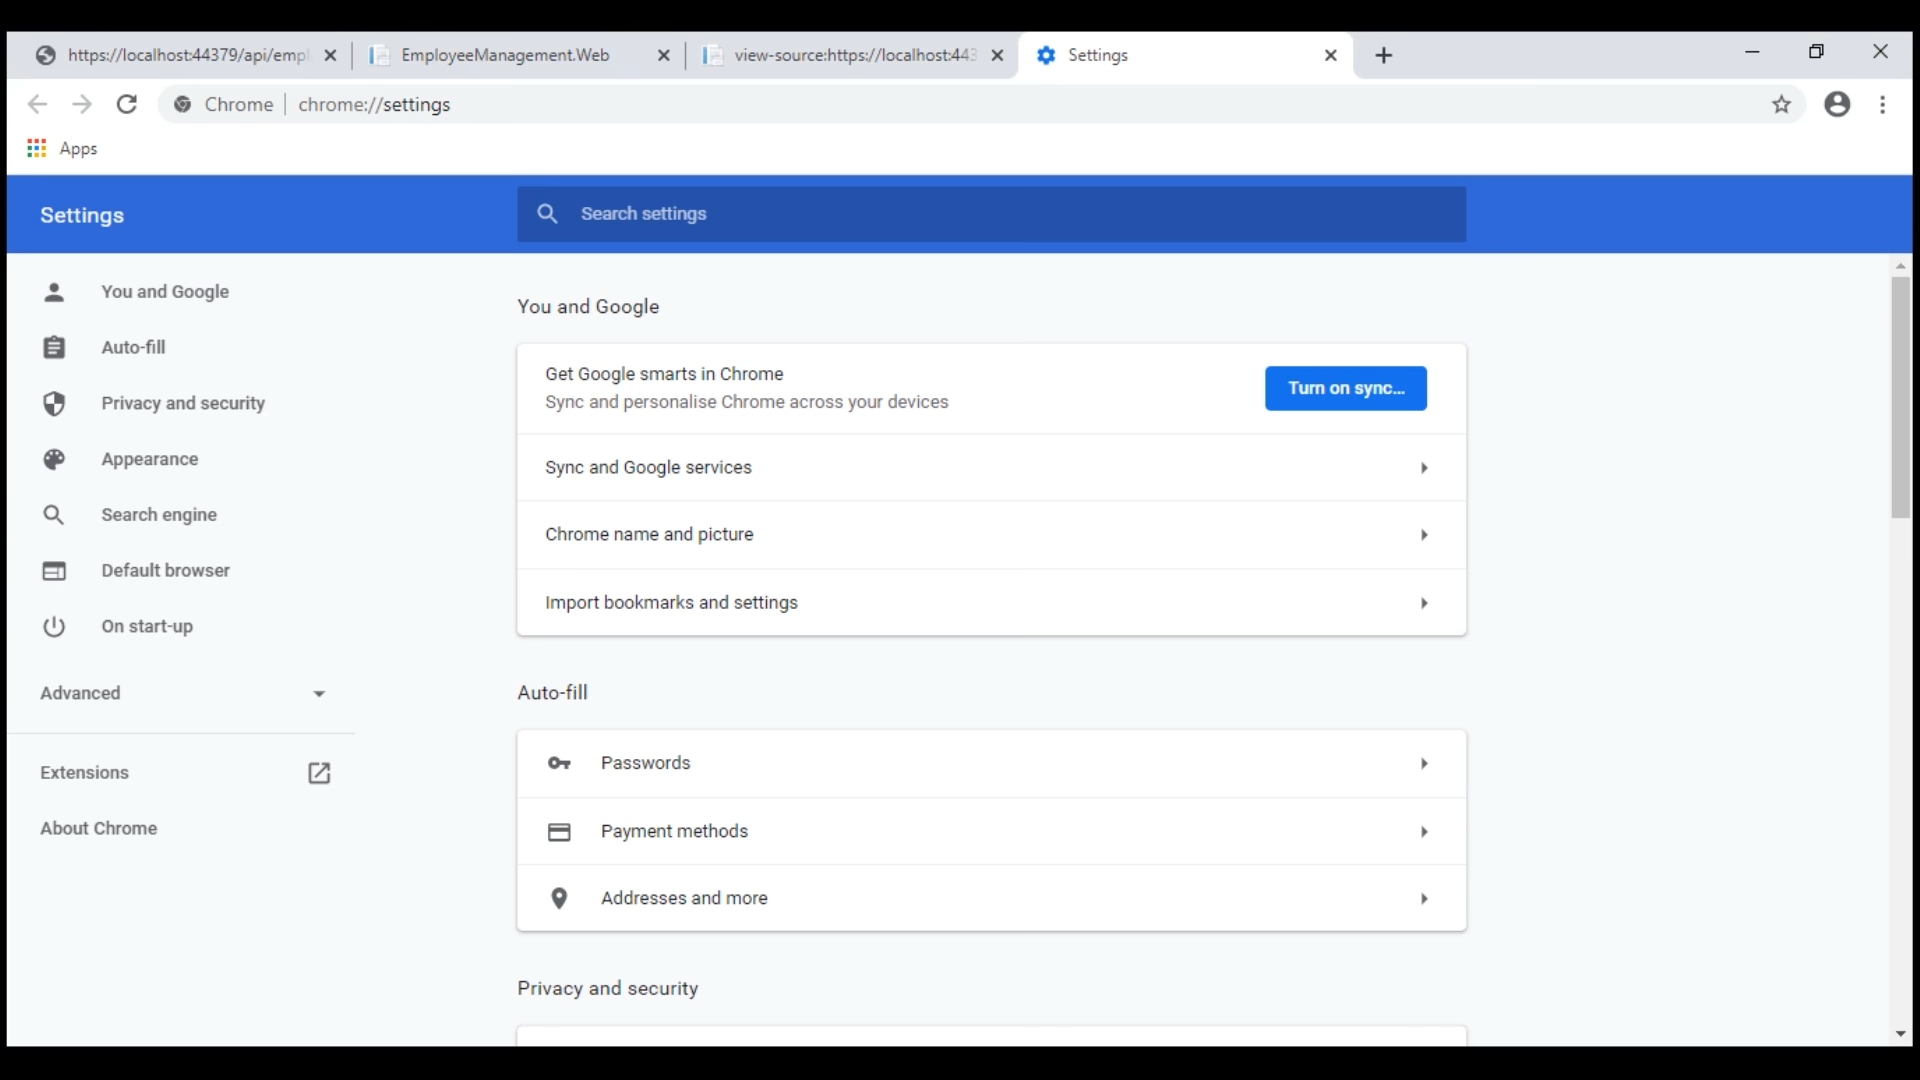 https://localhost:44379/api/empl
EmployeeManagement.Web
view-source:https://localhost:443
Settings
Chrome
chrome://settings
Apps
Settings
Search settings
You and Google
Auto-fill
Privacy and security
Appearance
Search engine
Default browser
On start-up
Advanced
Extensions
About Chrome
You and Google
Get Google smarts in Chrome
Sync and personalise Chrome across your devices
Turn on sync...
Sync and Google services
Chrome name and picture
Import bookmarks and settings
Auto-fill
Passwords
Payment methods
Addresses and more
Privacy and security